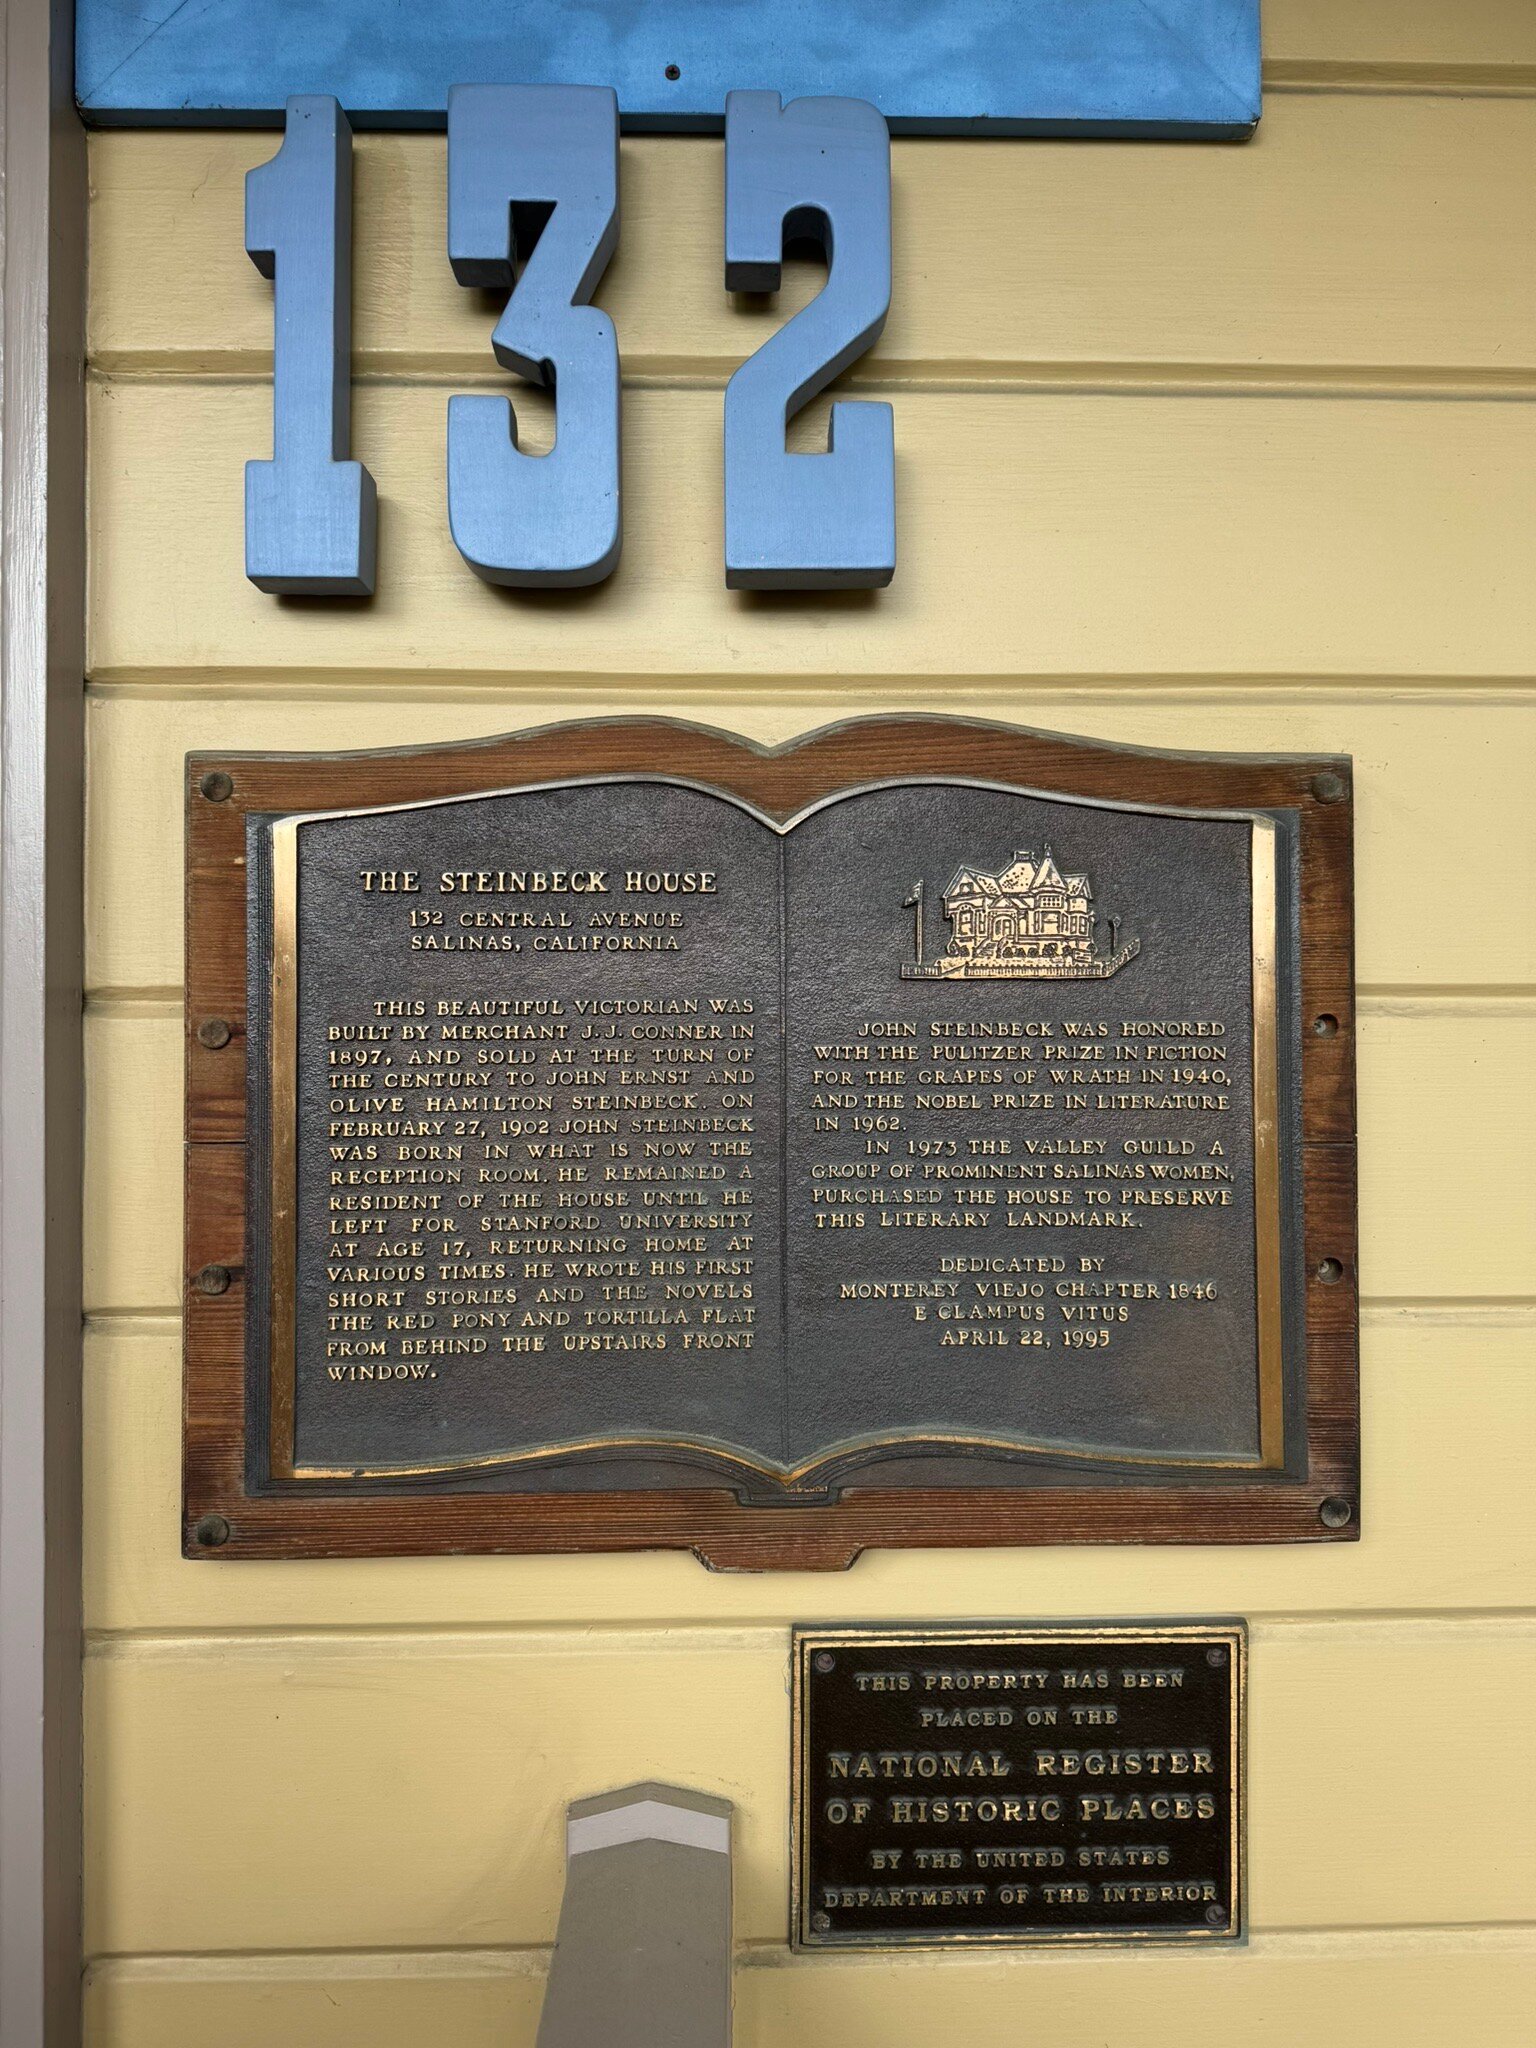 132
THE STEINBECK HOUSE
132 CENTRAL AVENUE
SALINAS, CALIFORNIA
THIS BEAUTIFUL VICTORIAN WAS
BUILT BY MERCHANT J. J. CONNER IN
1897, AND SOLD AT THE TURN OF
THE CENTURY TO JOHN ERNST AND
OLIVE HAMILTON STEINBECK. ON
FEBRUARY 27, 1902 JOHN STEINBECK
WAS BORN IN WHAT IS NOW THE
RECEPTION ROOM. HE REMAINED A
RESIDENT OF THE HOUSE UNTIL HE
LEFT FOR STANFORD UNIVERSITY
AT AGE 17, RETURNING HOME AT
VARIOUS TIMES. HE WROTE HIS FIRST
SHORT STORIES AND THE NOVELS
THE RED PONY AND TORTILLA FLAT
FROM BEHIND THE UPSTAIRS FRONT
WINDOW.
JOHN STEINBECK WAS HONORED
WITH THE PULITZER PRIZE IN FICTION
FOR THE GRAPES OF WRATH IN 1940,
AND THE NOBEL PRIZE IN LITERATURE
IN 1962.
IN 1973 THE VALLEY GUILD A
GROUP OF PROMINENT SALINAS WOMEN,
PURCHASED THE HOUSE TO PRESERVE
THIS LITERARY LANDMARK.
DEDICATED BY
MONTEREY VIEJO CHAPTER 1846
E CLAMPUS VITUS
APRIL 22, 1995
THIS PROPERTY HAS BEEN
PLACED ON THE
NATIONAL REGISTER
OF HISTORIC PLACES
BY THE UNITED STATES
DEPARTMENT OF THE INTERIOR